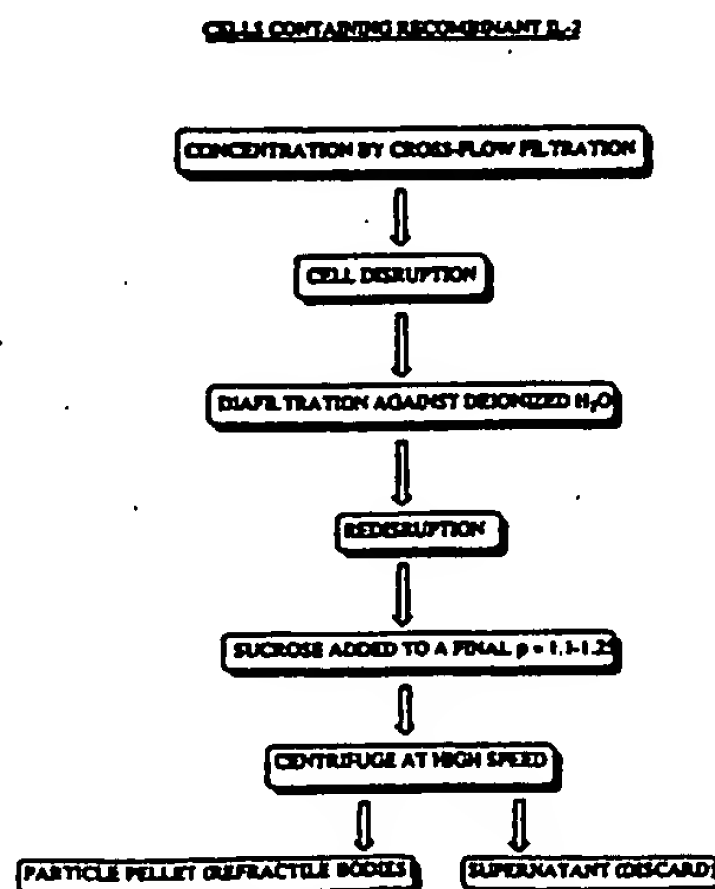 CELLS CONTAINING RECOMBINANT IL-2
CONCENTRATION BY CROSS-FLOW FILTRATION
CELL DISRUPTION
DIAFILTRATION AGAINST DEIONIZED H₂O
REDISRUPTION
SUCROSE ADDED TO A FINAL ρ = 1.1-1.25
CENTRIFUGE AT HIGH SPEED
PARTICLE PELLET (REFRACTILE BODIES
SUPERNATANT (DISCARD)